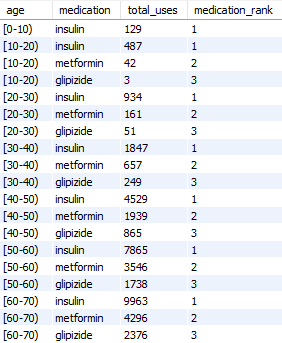 age medication total_uses medication_rank
[0-10) insulin 129 1
[10-20) insulin 487 1
[10-20) metformin 42 2
[10-20) glipizide 3 3
[20-30) insulin 934 1
[20-30) metformin 161 2
[20-30) glipizide 51 3
[30-40) insulin 1847 1
[30-40) metformin 657 2
[30-40) glipizide 249 3
[40-50) insulin 4529 1
[40-50) metformin 1939 2
[40-50) glipizide 865 3
[50-60) insulin 7865 1
[50-60) metformin 3546 2
[50-60) glipizide 1738 3
[60-70) insulin 9963 1
[60-70) metformin 4296 2
[60-70) glipizide 2376 3